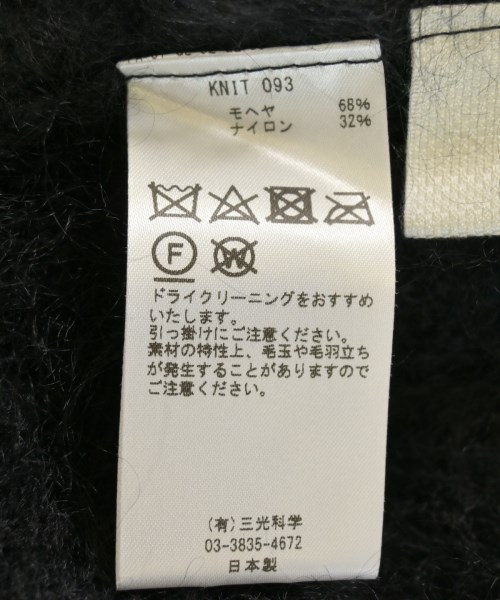 KNIT 093
モヘヤ 68%
ナイロン 32%
F
W
ドライクリーニングをおすすめ
いたします。
引っ掛けにご注意ください。
素材の特性上、毛玉や毛羽立ち
が発生することがありますので
ご注意ください。
(有)三光科学
03-3835-4672
日本製